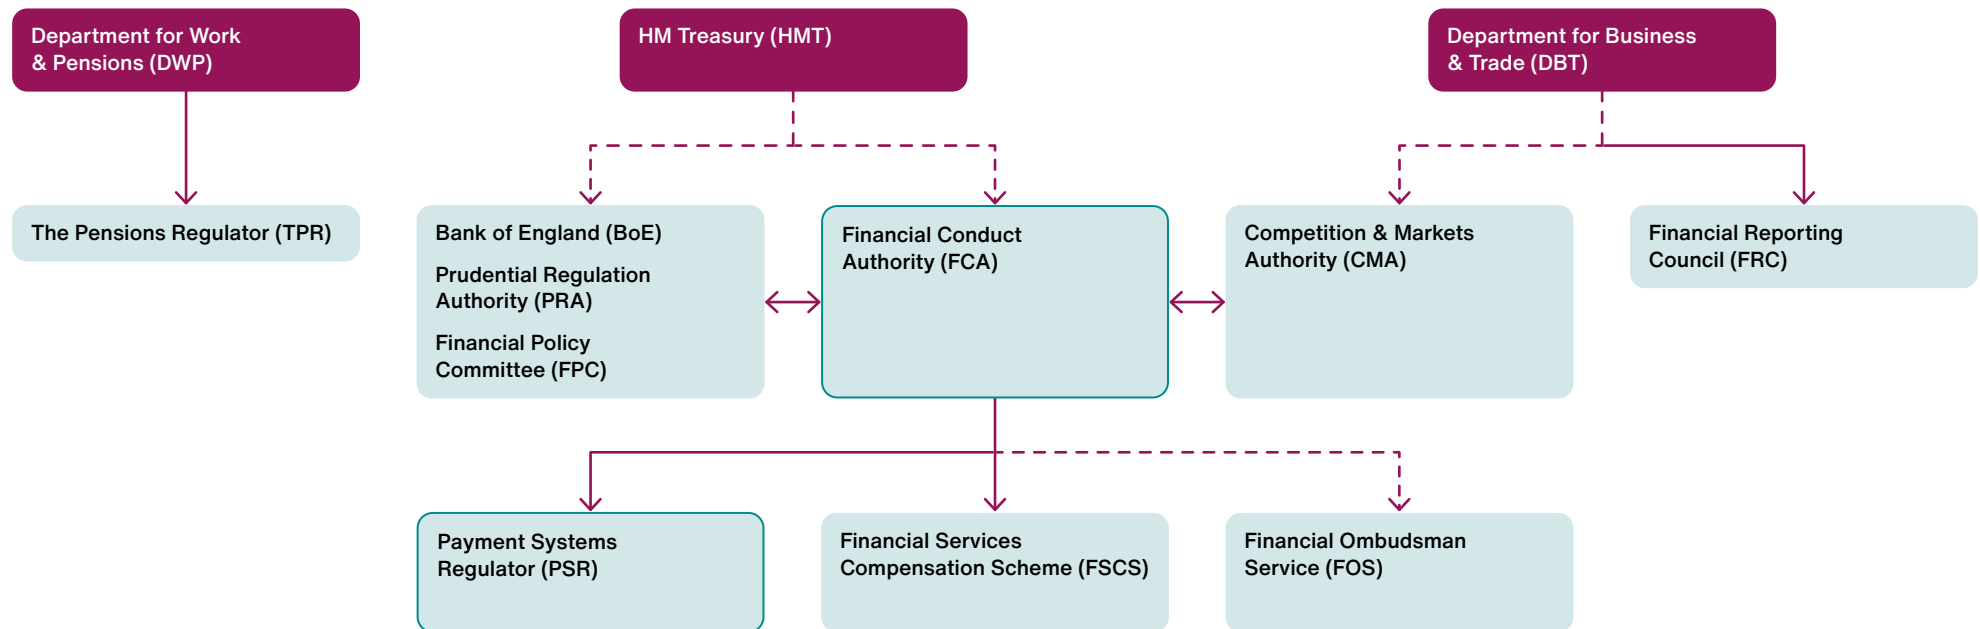 Department for Work
& Pensions (DWP)
HM Treasury (HMT)
Department for Business
& Trade (DBT)
The Pensions Regulator (TPR)
Bank of England (BoE)
Prudential Regulation
Authority (PRA)
Financial Policy
Committee (FPC)
Financial Conduct
Authority (FCA)
Competition & Markets
Authority (CMA)
Financial Reporting
Council (FRC)
Payment Systems
Regulator (PSR)
Financial Services
Compensation Scheme (FSCS)
Financial Ombudsman
Service (FOS)